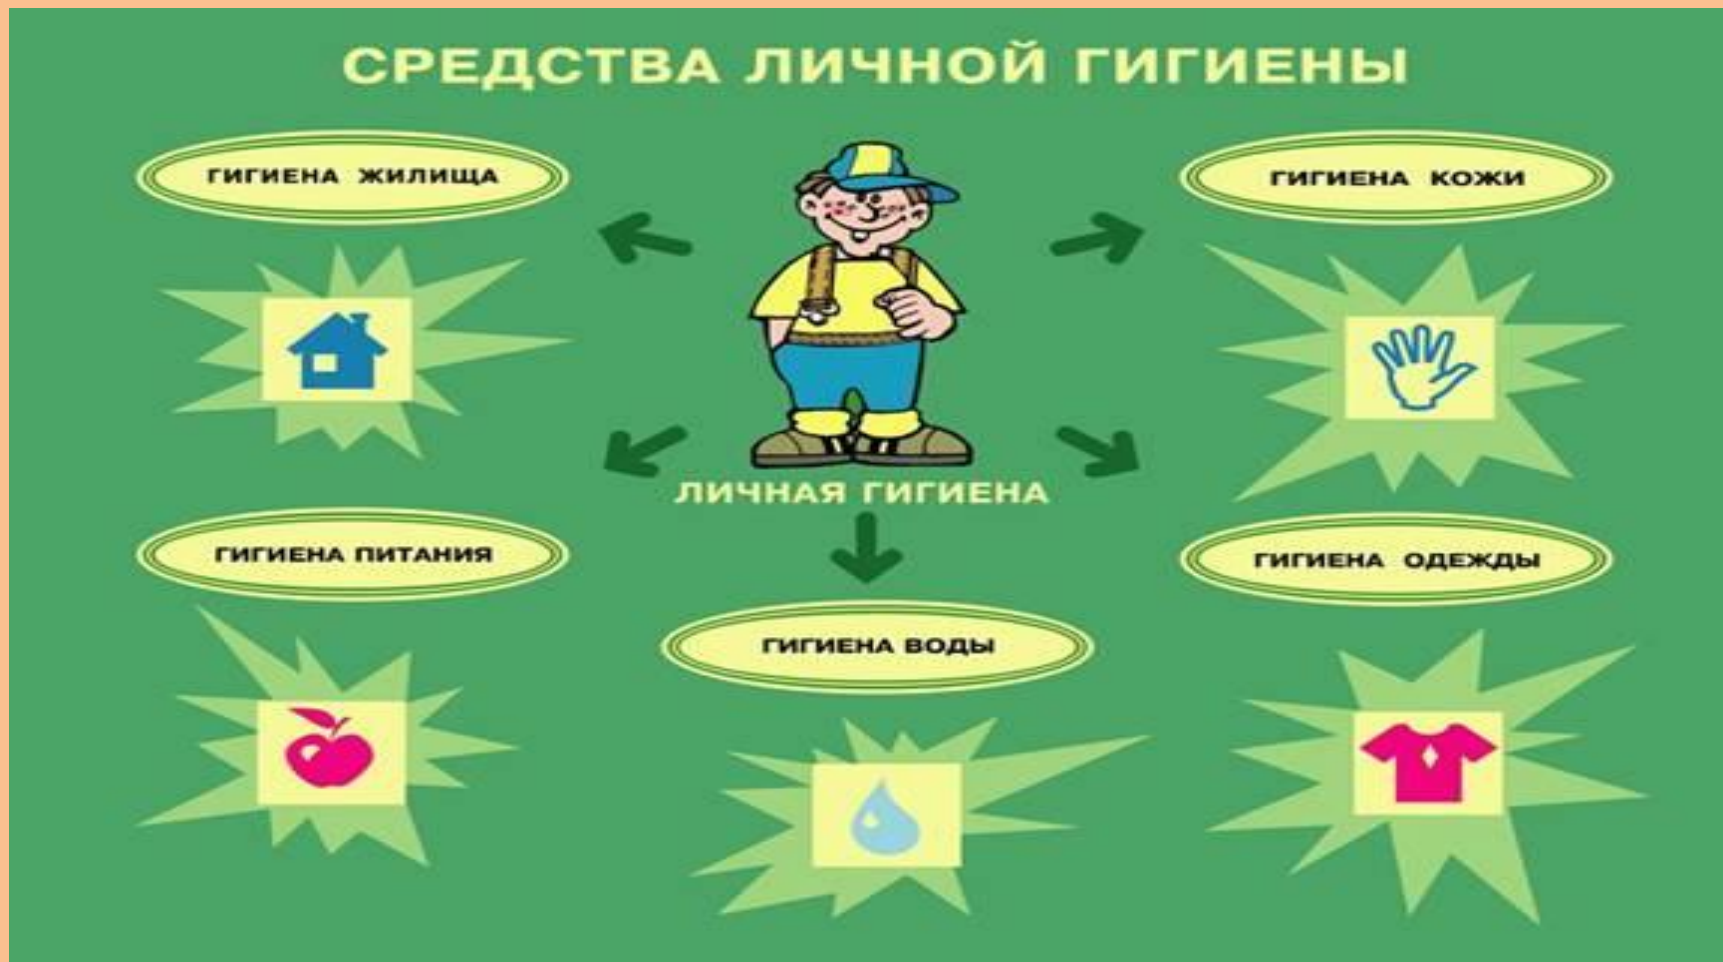 СРЕДСТВА ЛИЧНОЙ ГИГИЕНЫ
ГИГИЕНА ЖИЛИЩА
ГИГИЕНА КОЖИ
ЛИЧНАЯ ГИГИЕНА
ГИГИЕНА ПИТАНИЯ
ГИГИЕНА ОДЕЖДЫ
ГИГИЕНА ВОДЫ